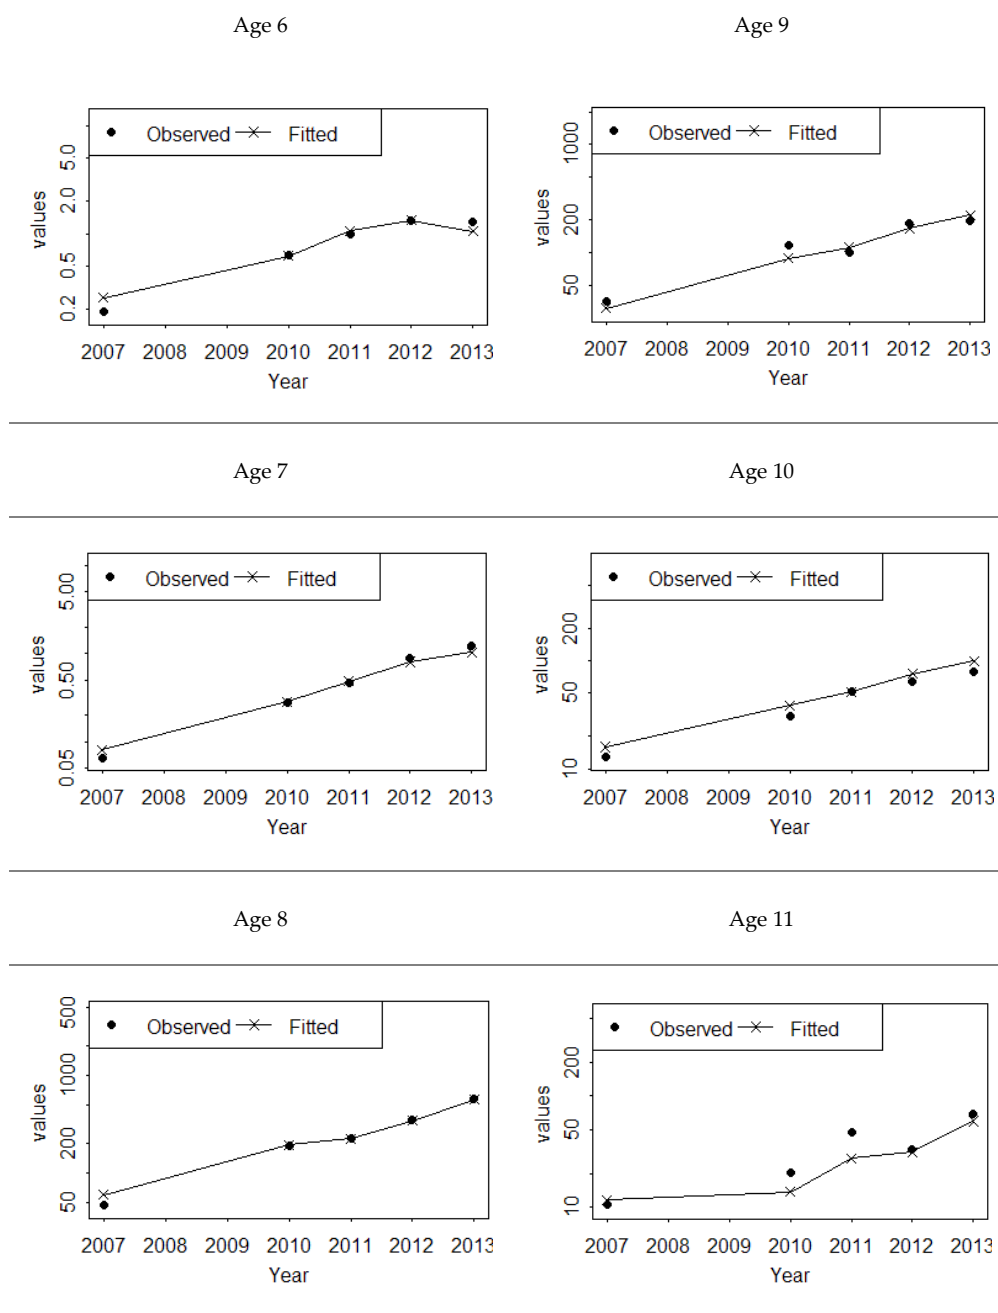 Age 6
Age 9
Observed Fitted
values
0.2 0.5 2.0 5.0
2007 2008 2009 2010 2011 2012 2013
Year
Observed Fitted
values
50 200 1000
2007 2008 2009 2010 2011 2012 2013
Year
Age 7
Age 10
Observed Fitted
values
0.05 0.50 5.00
2007 2008 2009 2010 2011 2012 2013
Year
Observed Fitted
values
10 50 200
2007 2008 2009 2010 2011 2012 2013
Year
Age 8
Age 11
Observed Fitted
values
50 200 1000 500
2007 2008 2009 2010 2011 2012 2013
Year
Observed Fitted
values
10 50 200
2007 2008 2009 2010 2011 2012 2013
Year